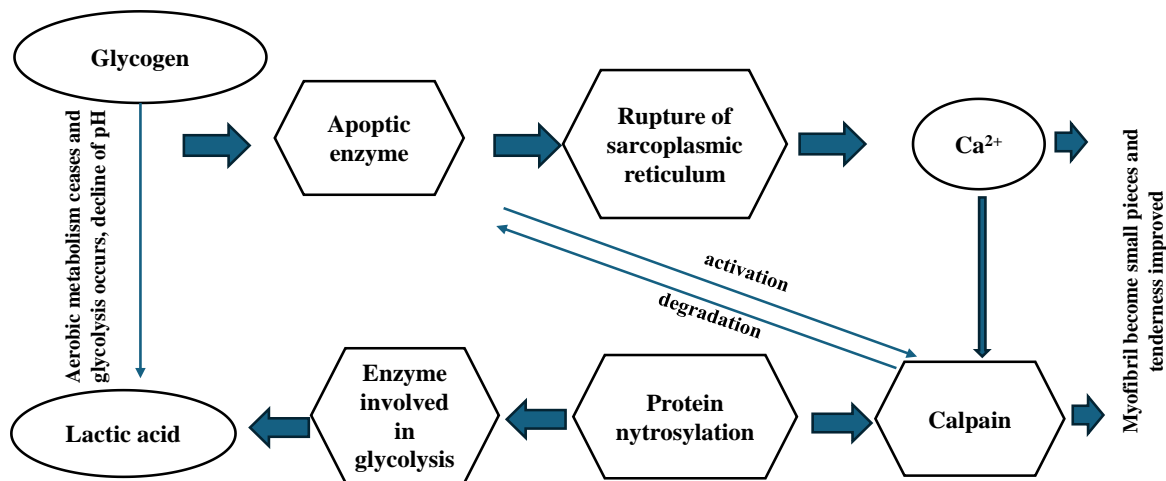 Glycogen
Aerobic metabolism ceases and
glycolysis occurs, decline of pH
Apoptic
enzyme
Rupture of
sarcoplasmic
reticulum
Ca²⁺
Myofibril become small pieces and
tenderness improved
activation
degradation
Lactic acid
Enzyme
involved
in
glycolysis
Protein
nytrosylation
Calpain